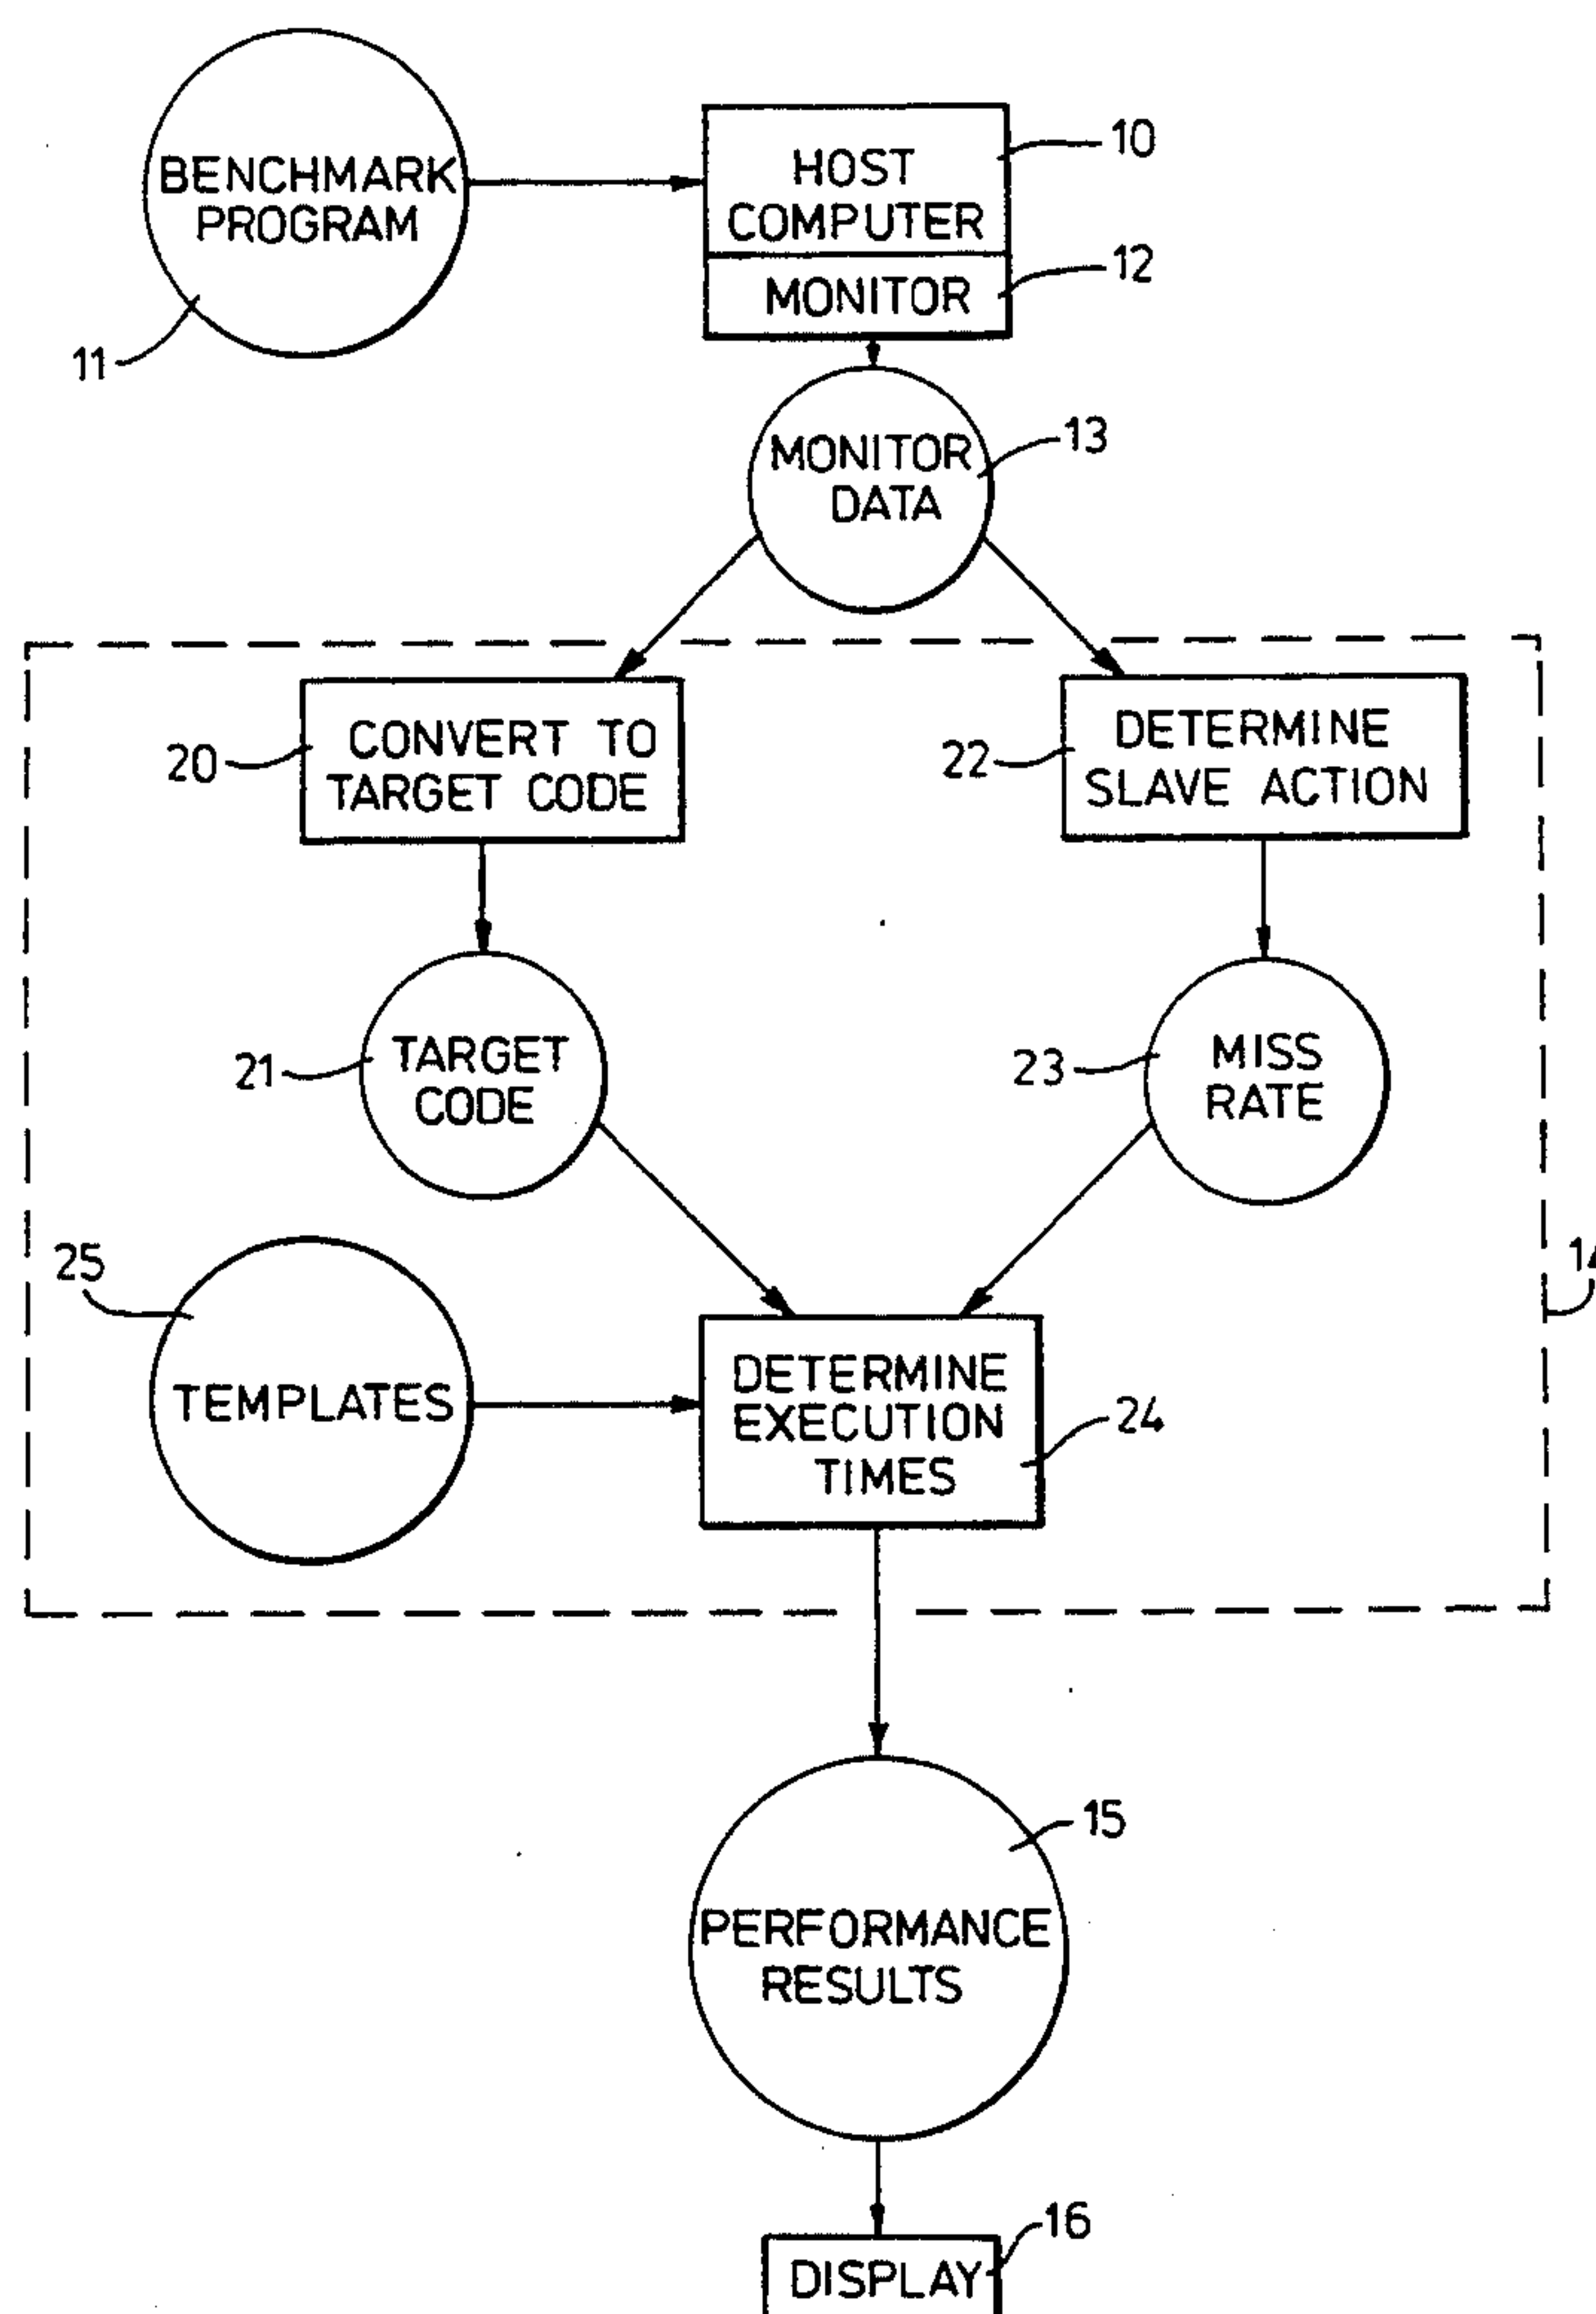 BENCHMARK
PROGRAM
11
HOST
COMPUTER
10
MONITOR
12
MONITOR
DATA
13
20
CONVERT TO
TARGET CODE
22
DETERMINE
SLAVE ACTION
21
TARGET
CODE
23
MISS
RATE
25
TEMPLATES
DETERMINE
EXECUTION
TIMES
24
15
PERFORMANCE
RESULTS
16
DISPLAY